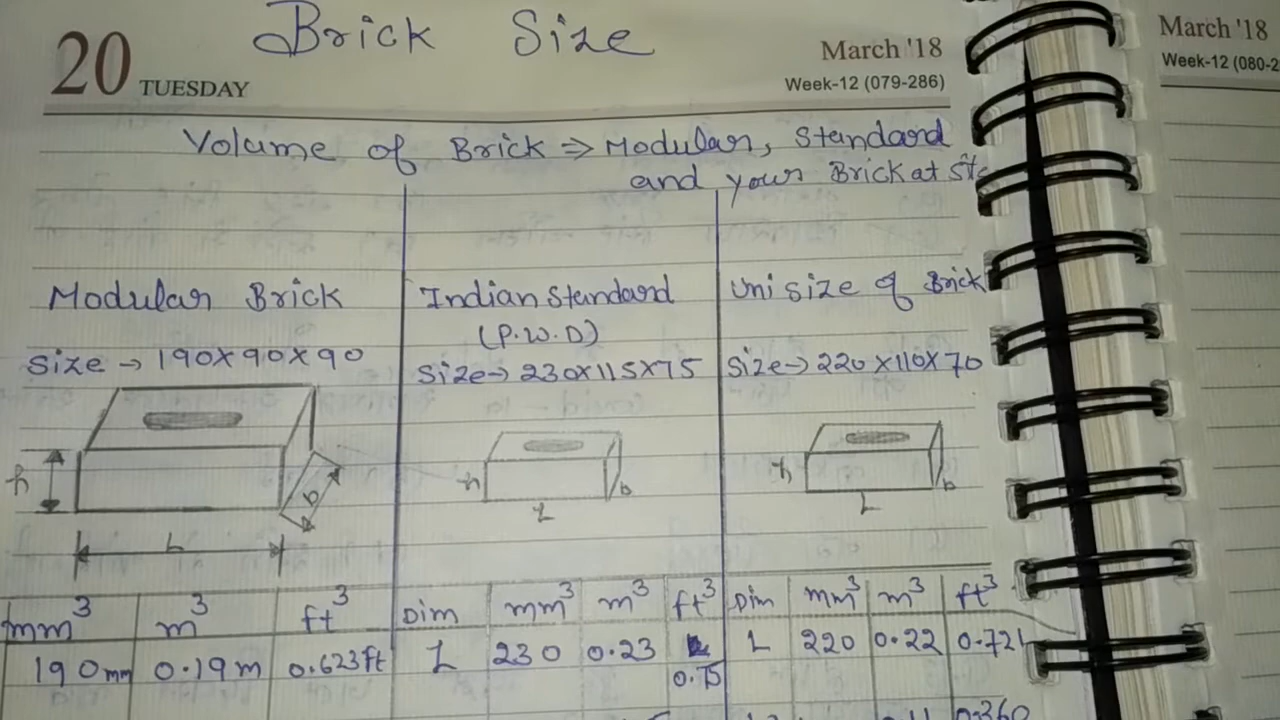 Brick Size
20 TUESDAY
March '18
Week-12 (079-286)
March '18
Week-12 (080-2
Volume of Brick ⇒ Modular, Standard
and your Brick at site
Modular Brick
Size → 190X90X90
h
b
L
mm³ m³ ft³
190mm 0.19m 0.623ft
Indian Standard
(P.W.D)
Size→ 230X115X75
h
b
L
Dim mm³ m³ ft³
L 230 0.23
0.75
Uni size of Brick
Size→ 220X110X70
h
b
L
Dim mm³ m³ ft³
L 220 0.22 0.721
0.360